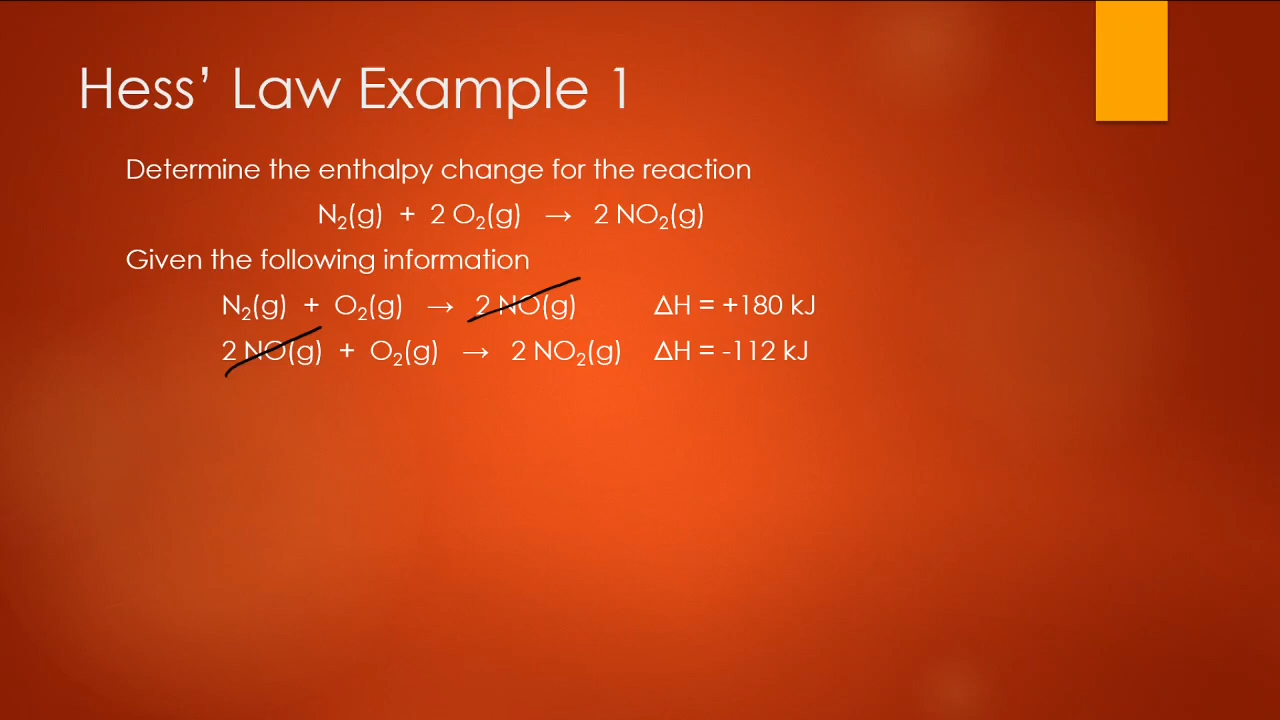 Hess’ Law Example 1
Determine the enthalpy change for the reaction
N₂(g) + 2 O₂(g) → 2 NO₂(g)
Given the following information
N₂(g) + O₂(g) → 2 NO(g) ΔH = +180 kJ
2 NO(g) + O₂(g) → 2 NO₂(g) ΔH = -112 kJ